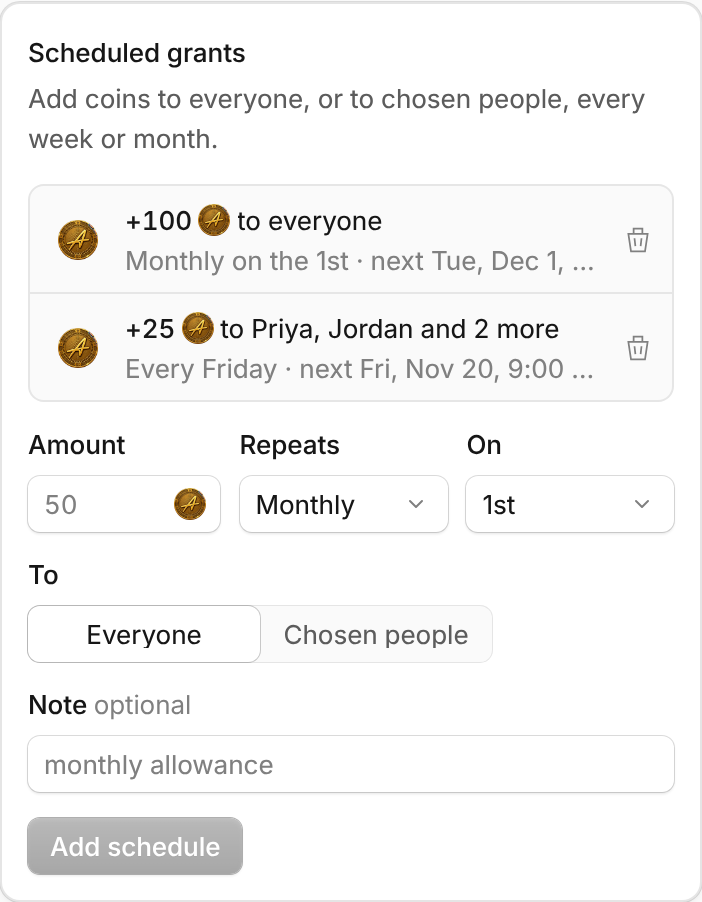 Scheduled grants
Add coins to everyone, or to chosen people, every
week or month.
+100 to everyone
Monthly on the 1st · next Tue, Dec 1, ...
+25 to Priya, Jordan and 2 more
Every Friday · next Fri, Nov 20, 9:00 ...
Amount Repeats On
50 Monthly 1st
To
Everyone Chosen people
Note optional
monthly allowance
Add schedule